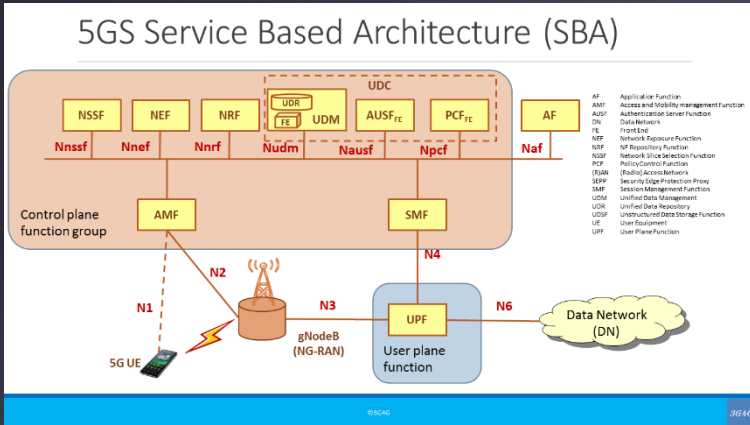 5GS Service Based Architecture (SBA)
UDC
NSSF
NEF
NRF
UDR
FE
UDM
AUSFFE
PCFFE
AF
Nnssf
Nnef
Nnrf
Nudm
Nausf
Npcf
Naf
Control plane
function group
AMF
SMF
N1
N2
N4
N3
N6
gNodeB
(NG-RAN)
5G UE
UPF
User plane
function
Data Network
(DN)
AF Application Function
AMF Access and Mobility management Function
AUSF Authentication Server Function
DN Data Network
FE Front End
NEF Network Exposure Function
NRF NF Repository Function
NSSF Network Slice Selection Function
PCF Policy Control Function
(R)AN (Radio) Access Network
SEPP Security Edge Protection Proxy
SMF Session Management Function
UDM Unified Data Management
UDR Unified Data Repository
UDSF Unstructured Data Storage Function
UE User Equipment
UPF User Plane Function
©3G4G